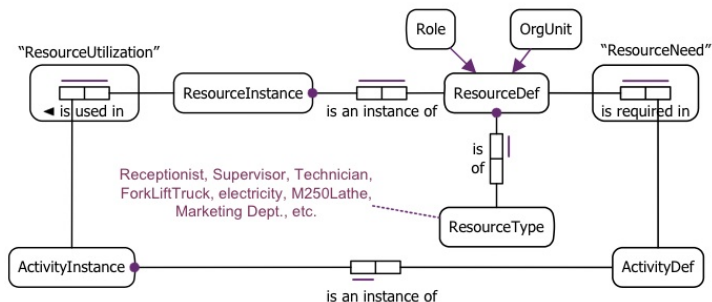 Role
OrgUnit
“ResourceUtilization”
“ResourceNeed”
ResourceInstance
ResourceDef
◄ is used in
is an instance of
is required in
is
of
Receptionist, Supervisor, Technician,
ForkLiftTruck, electricity, M250Lathe,
Marketing Dept., etc.
ResourceType
ActivityInstance
ActivityDef
is an instance of